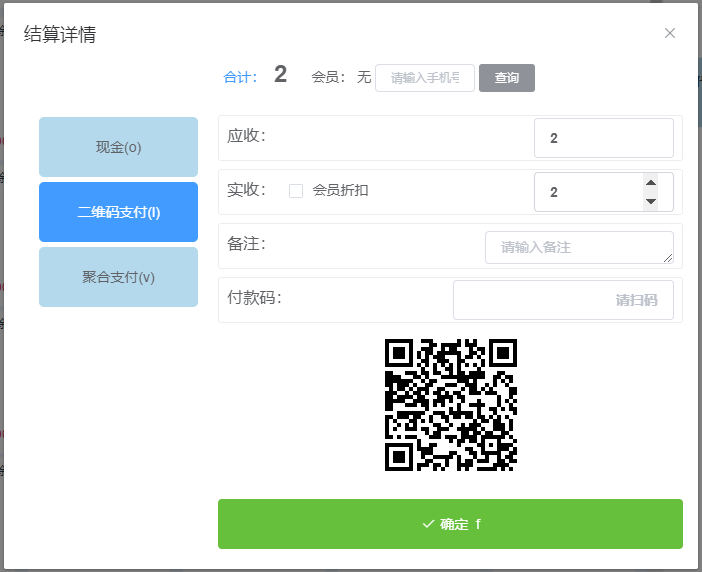 结算详情
合计： 2 会员： 无 请输入手机号 查询
现金(o)
二维码支付(l)
聚合支付(v)
应收： 2
实收： 会员折扣 2
备注： 请输入备注
付款码： 请扫码
确定 f